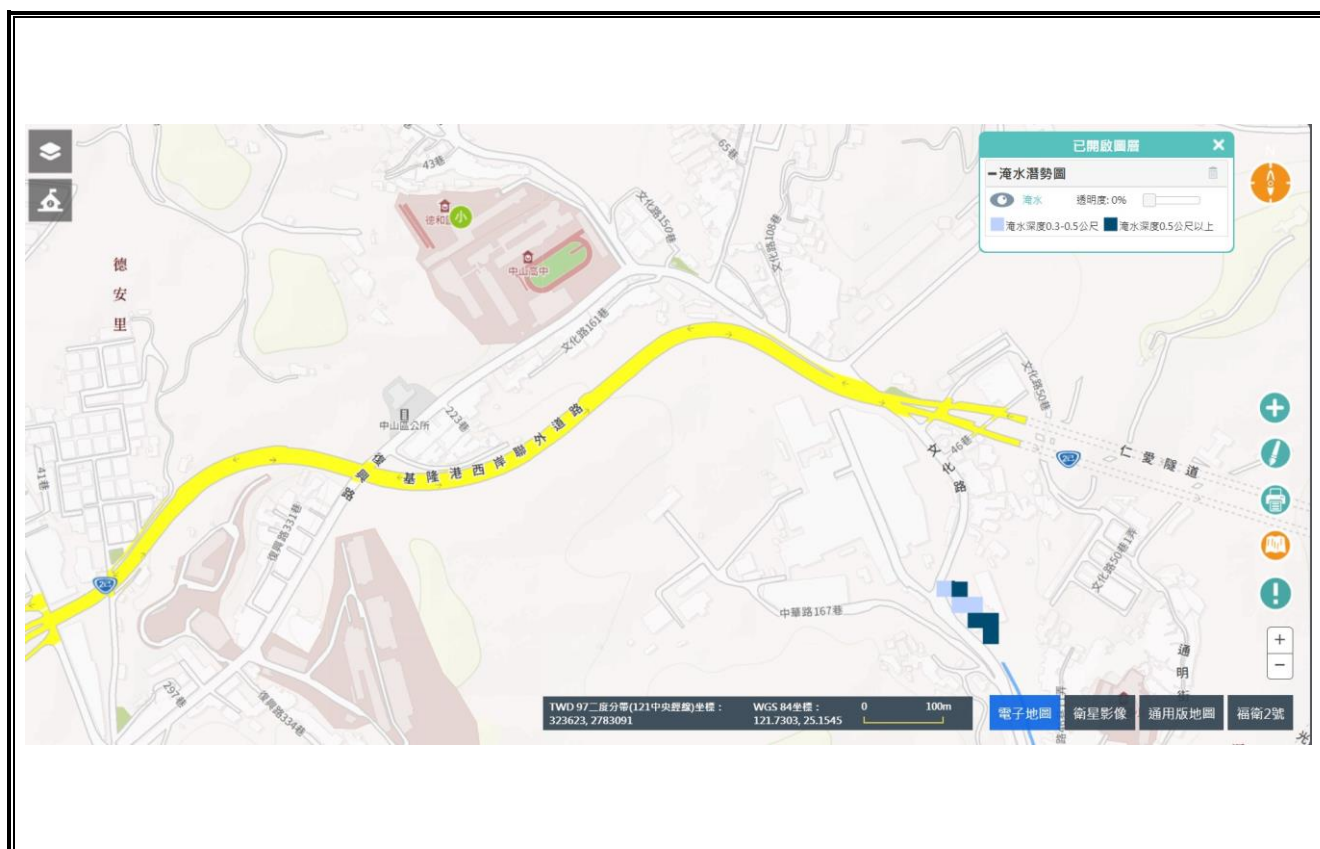 已開啟圖層
淹水潛勢圖
淹水 透明度: 0%
淹水深度0.3-0.5公尺 淹水深度0.5公尺以上
65巷
43巷
德和國
小
文化路150巷
文化路108巷
中山高中
德安里
文化路161巷
文化路50巷
中山區公所
223巷
基隆港西岸聯外道路
復興路
46巷
文化路
仁愛隧道
41巷
復興路331巷
文化路50巷1弄
中華路167巷
通明街
297巷
復興路334巷
TWD 97二度分帶(121中央經線)坐標：
323623, 2783091
WGS 84坐標：
121.7303, 25.1545
0 100m
電子地圖 衛星影像 通用版地圖 福衛2號
光